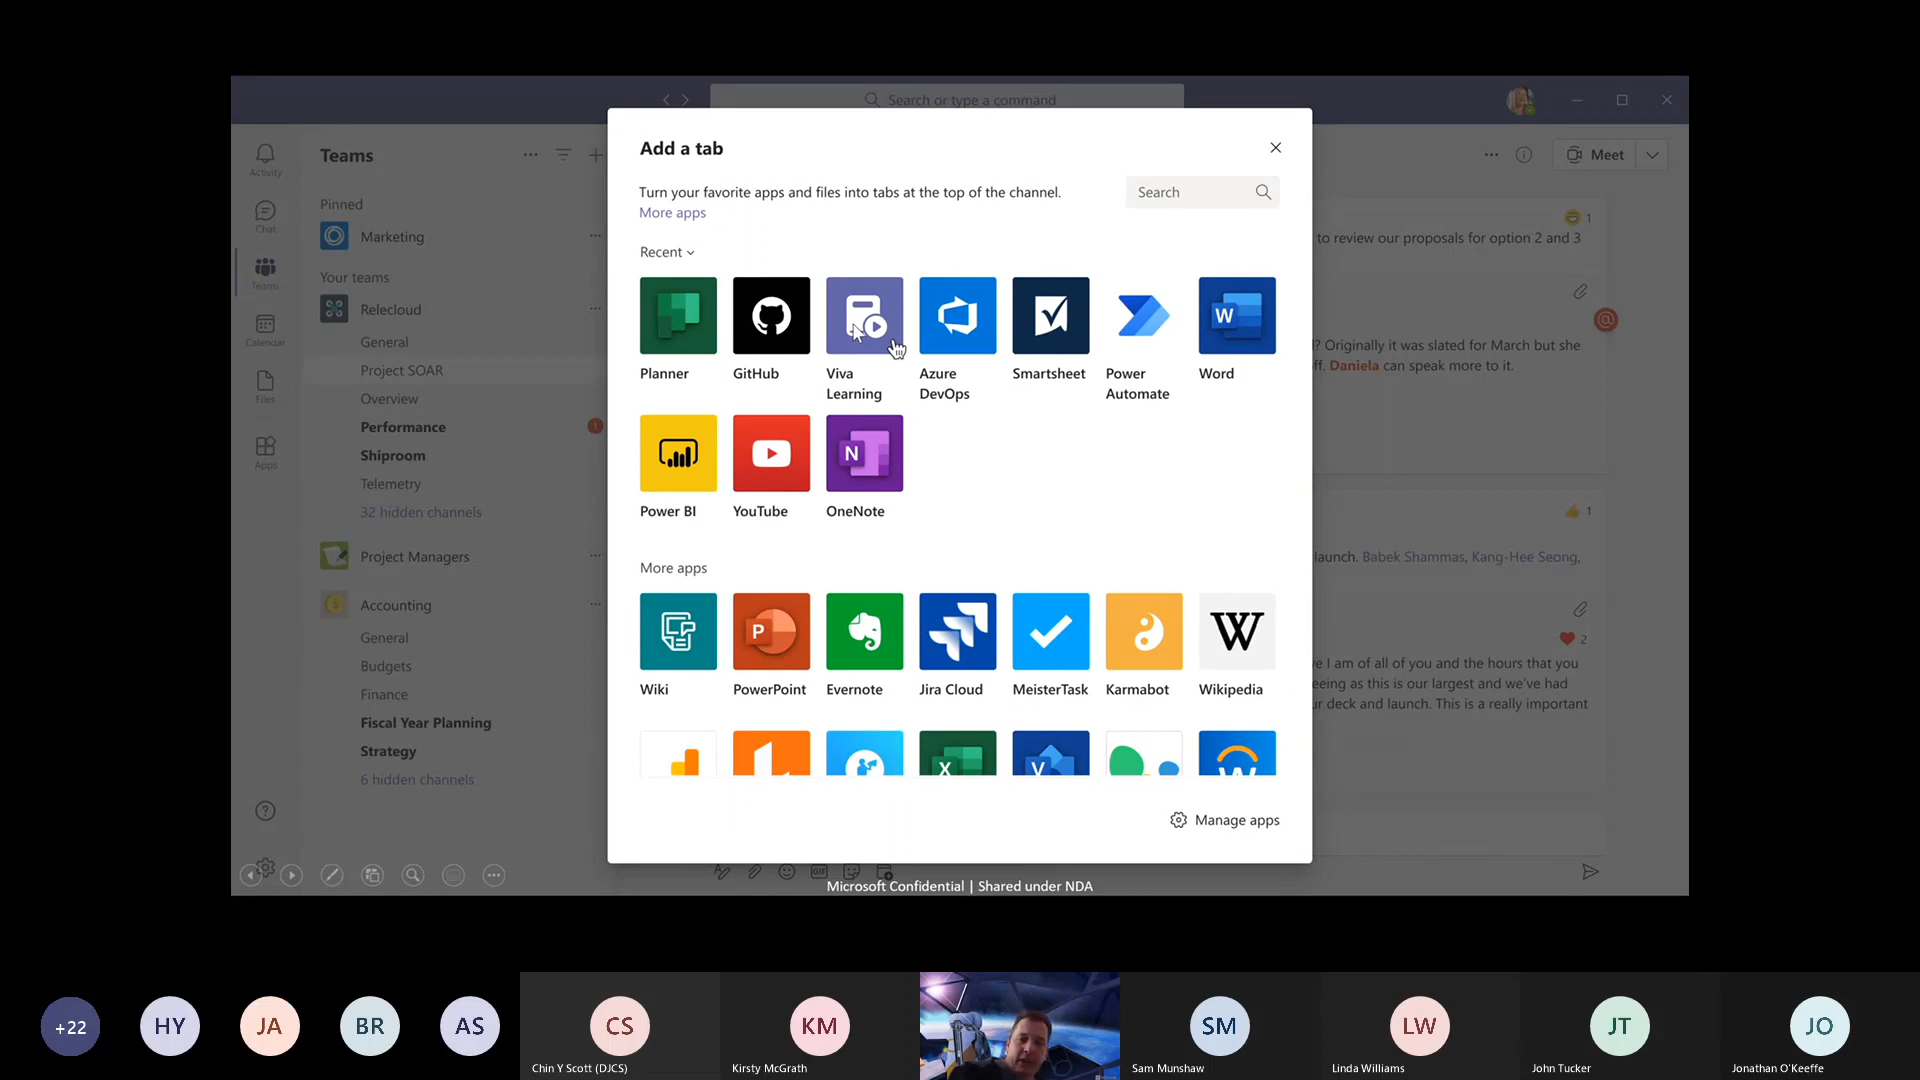 Search or type a command
Activity
Chat
Teams
Calendar
Files
Apps
Teams
Pinned
Marketing
Your teams
Relecloud
General
Project SOAR
Overview
Performance
1
Shiproom
Telemetry
32 hidden channels
Project Managers
Accounting
General
Budgets
Finance
Fiscal Year Planning
Strategy
6 hidden channels
Add a tab
Turn your favorite apps and files into tabs at the top of the channel.
More apps
Search
Recent
Planner
GitHub
Viva
Learning
Azure
DevOps
Smartsheet
Power
Automate
W
Word
Power BI
YouTube
N
OneNote
More apps
Wiki
P
PowerPoint
Evernote
Jira Cloud
MeisterTask
Karmabot
W
Wikipedia
X
V
W
Manage apps
Meet
1
to review our proposals for option 2 and 3
@
? Originally it was slated for March but she
ff. Daniela can speak more to it.
1
launch. Babek Shammas, Kang-Hee Seong,
2
e I am of all of you and the hours that you
eeing as this is our largest and we've had
r deck and launch. This is a really important
GIF
Microsoft Confidential | Shared under NDA
+22
HY
JA
BR
AS
CS
Chin Y Scott (DJCS)
KM
Kirsty McGrath
SM
Sam Munshaw
LW
Linda Williams
JT
John Tucker
JO
Jonathan O'Keeffe